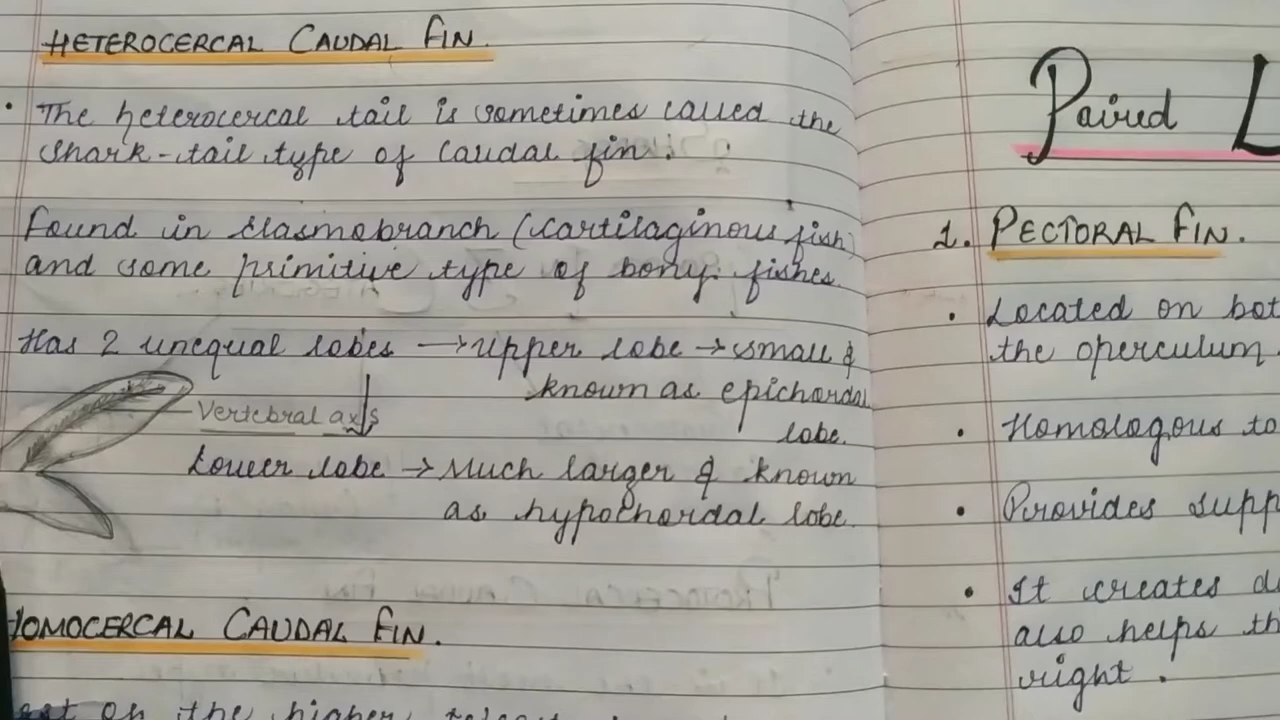 HETEROCERCAL CAUDAL FIN.
• The heterocercal tail is sometimes called the
shark-tail type of caudal fin.
Found in Elasmobranch (cartilaginous fish)
and some primitive type of bony fishes.
Has 2 unequal lobes → upper lobe → small &
known as epichordal
lobe.
Vertebral axis
Lower lobe → Much larger & known
as hypochordal lobe.
HOMOCERCAL CAUDAL FIN.
on the higher
Paired L
1. PECTORAL FIN.
• Located on bot
the operculum
• Homologous to
• Provides supp
• It creates d
also helps th
right.